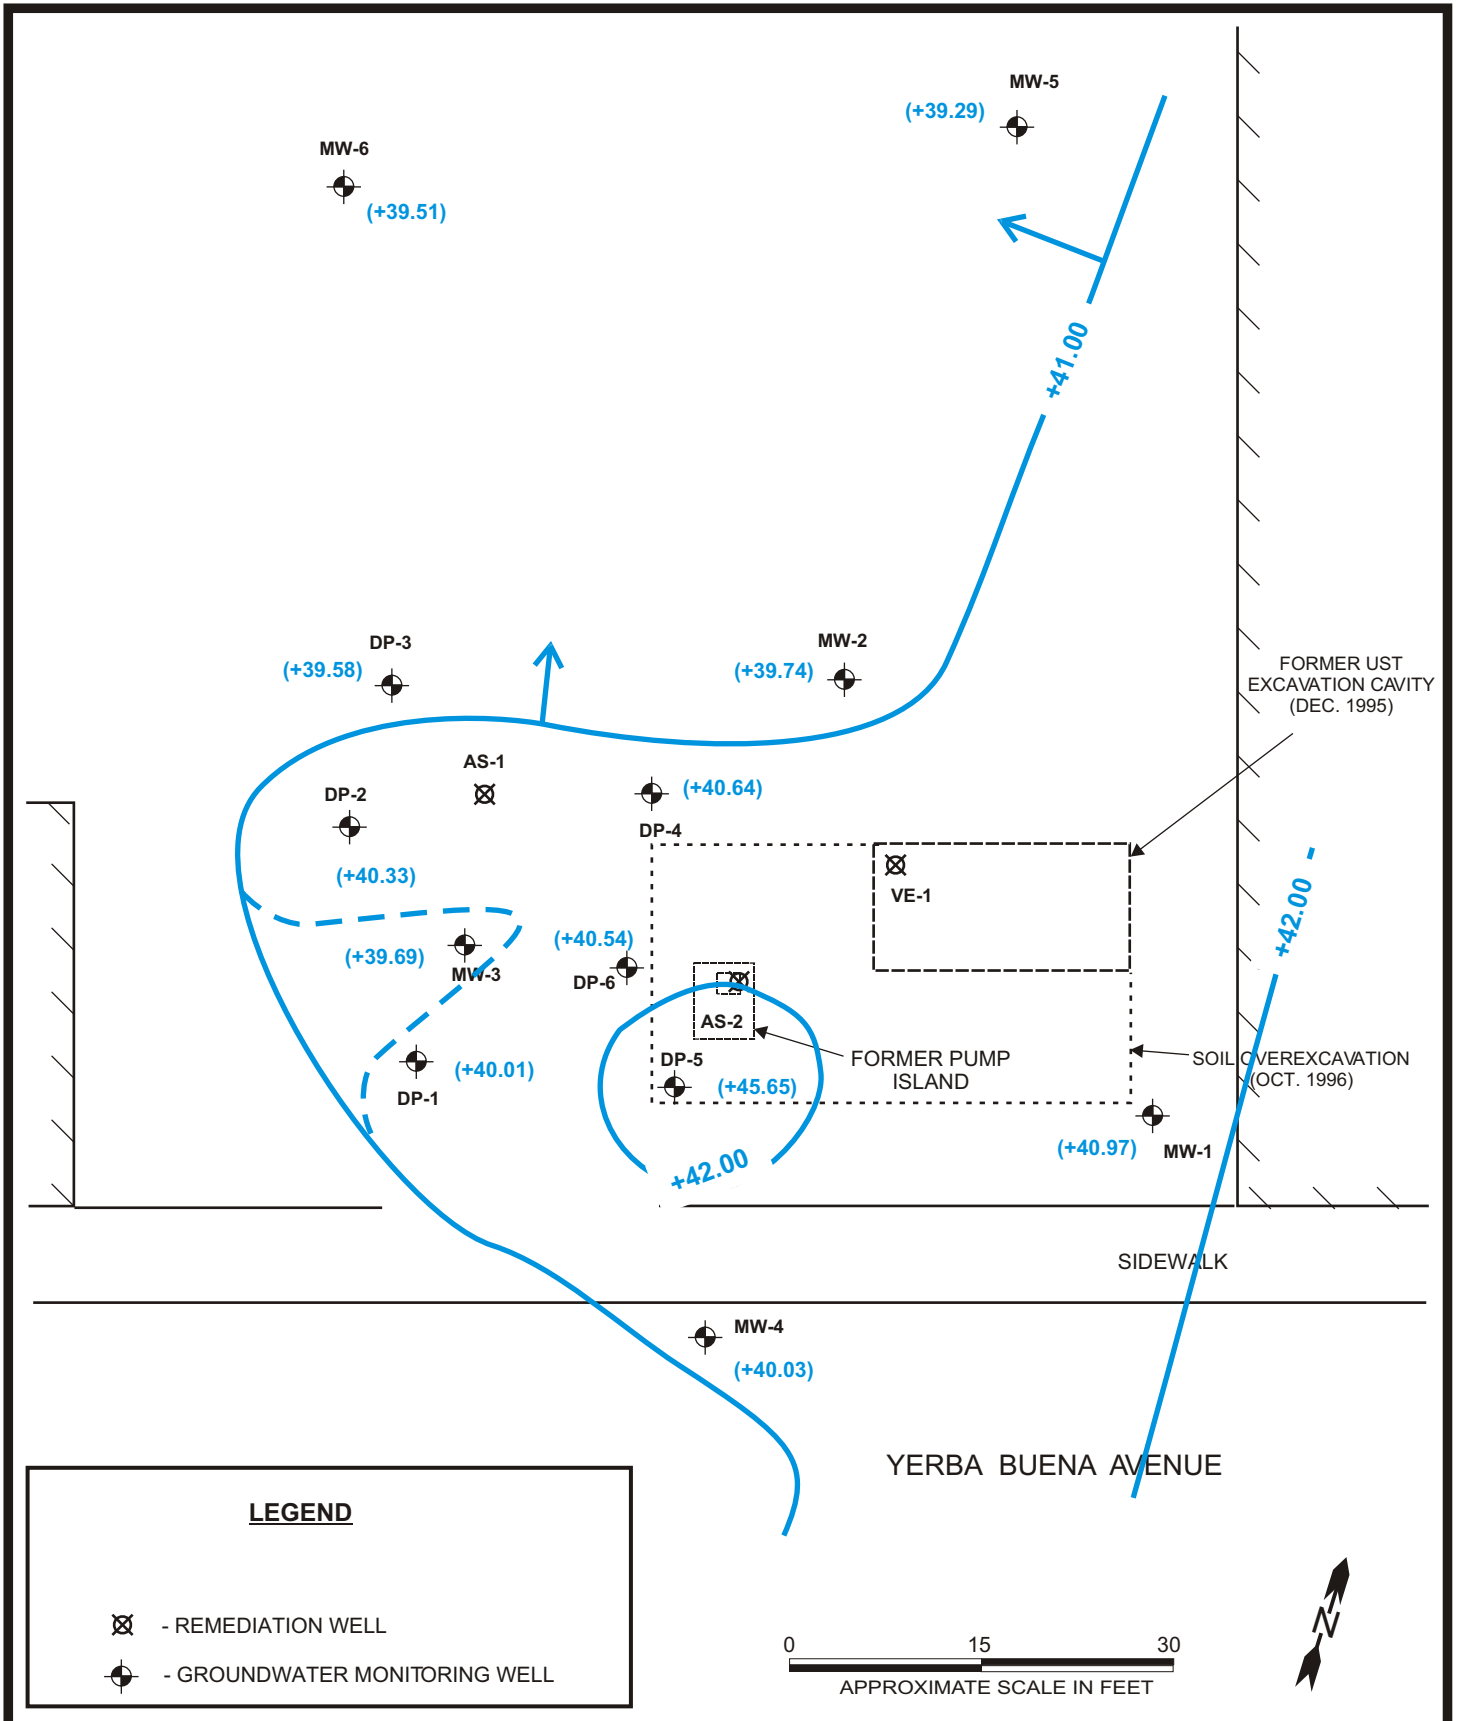 MW-5
(+39.29)
MW-6
(+39.51)
+41.00
DP-3
(+39.58)
MW-2
(+39.74)
FORMER UST
EXCAVATION CAVITY
(DEC. 1995)
AS-1
DP-2
(+40.64)
DP-4
(+40.33)
VE-1
+42.00
(+39.69)
MW-3
(+40.54)
DP-6
AS-2
FORMER PUMP
ISLAND
SOIL OVEREXCAVATION
(OCT. 1996)
DP-5
(+45.65)
(+40.01)
DP-1
(+40.97)
MW-1
+42.00
SIDEWALK
MW-4
(+40.03)
YERBA BUENA AVENUE
LEGEND
- REMEDIATION WELL
- GROUNDWATER MONITORING WELL
N
0 15 30
APPROXIMATE SCALE IN FEET